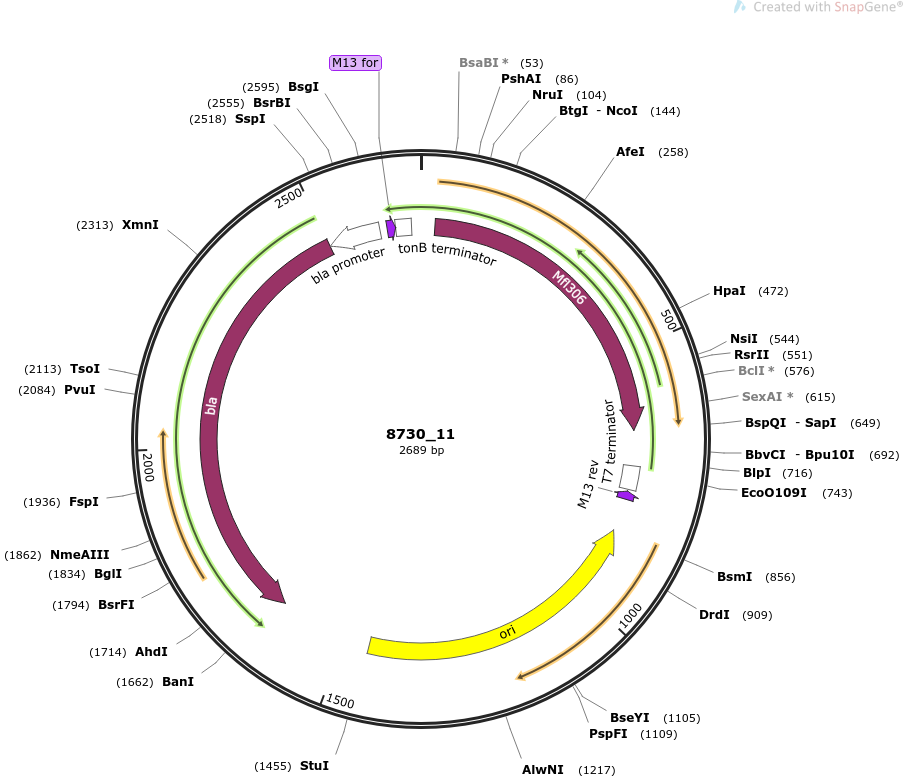 Created with SnapGene®
M13 for
BsaBI * (53)
PshAI (86)
NruI (104)
BtgI - NcoI (144)
AfeI (258)
HpaI (472)
500
NsiI (544)
RsrII (551)
BclI * (576)
SexAI * (615)
BspQI - SapI (649)
BbvCI - Bpu10I (692)
BlpI (716)
EcoO109I (743)
BsmI (856)
DrdI (909)
1000
BseYI (1105)
PspFI (1109)
AlwNI (1217)
(1455) StuI
1500
(1662) BanI
(1714) AhdI
(1794) BsrFI
(1834) BglI
(1862) NmeAIII
(1936) FspI
2000
(2084) PvuI
(2113) TsoI
(2313) XmnI
2500
(2518) SspI
(2555) BsrBI
(2595) BsgI
bla promoter
tonB terminator
Mfl306
T7 terminator
M13 rev
ori
bla
8730_11
2689 bp